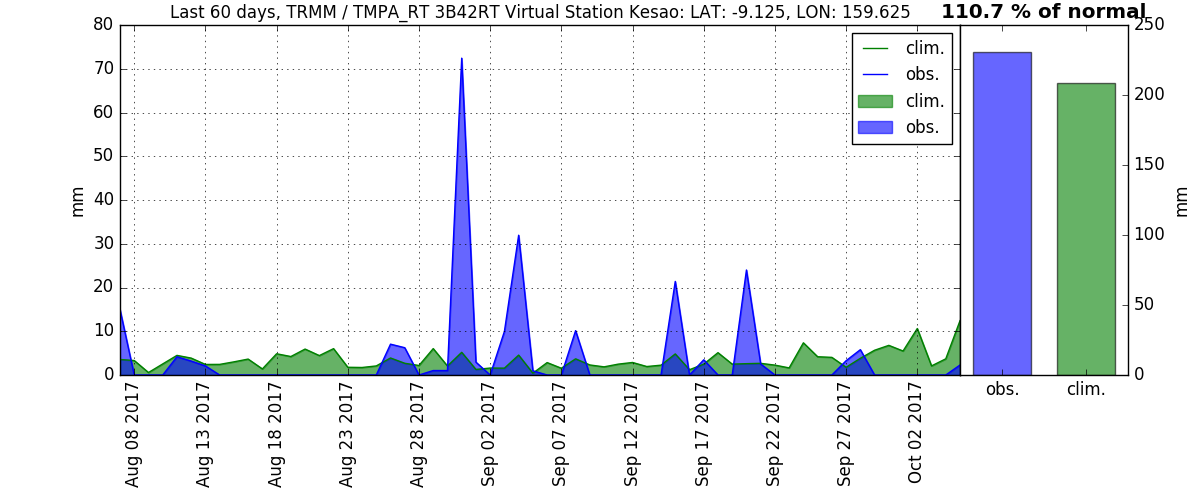 Last 60 days, TRMM / TMPA_RT 3B42RT Virtual Station Kesao: LAT: -9.125, LON: 159.625
110.7 % of normal
80
70
60
50
40
30
20
10
0
mm
clim.
obs.
clim.
obs.
250
200
150
100
50
0
mm
obs.
clim.
Aug 08 2017
Aug 13 2017
Aug 18 2017
Aug 23 2017
Aug 28 2017
Sep 02 2017
Sep 07 2017
Sep 12 2017
Sep 17 2017
Sep 22 2017
Sep 27 2017
Oct 02 2017